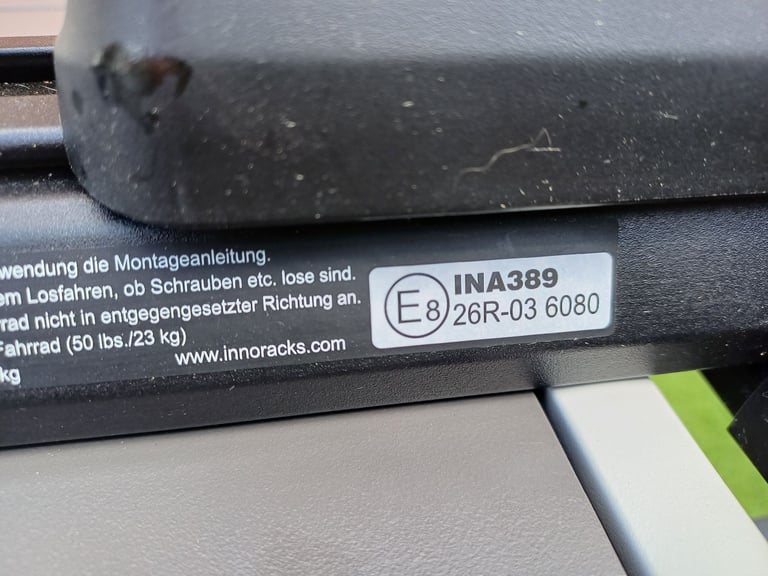 wendung die Montageanleitung.
em Losfahren, ob Schrauben etc. lose sind.
rad nicht in entgegengesetzter Richtung an.
Fahrrad (50 lbs./23 kg)
kg
www.innoracks.com
INA389
E8 26R-03 6080